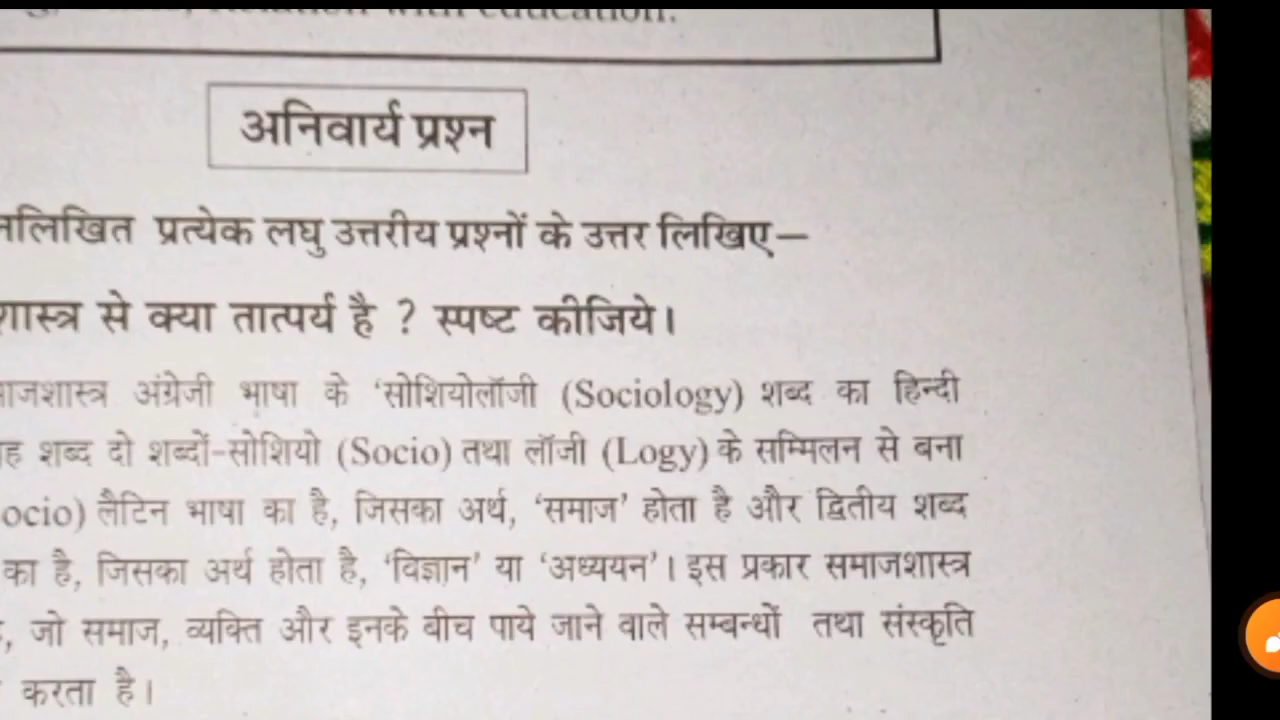 with education.
अनिवार्य प्रश्न
प्रत्येक लघु उत्तरीय प्रश्नों के उत्तर लिखिए—
शास्त्र से क्या तात्पर्य है ? स्पष्ट कीजिये।
अंग्रेजी भाषा के ‘सोशियोलॉजी (Sociology) शब्द का हिन्दी
शब्द दो शब्दों-सोशियो (Socio) तथा लॉजी (Logy) के सम्मिलन से बना
ocio) लैटिन भाषा का है, जिसका अर्थ, ‘समाज’ होता है और द्वितीय शब्द
का है, जिसका अर्थ होता है, ‘विज्ञान’ या ‘अध्ययन’। इस प्रकार समाजशास्त्र
, जो समाज, व्यक्ति और इनके बीच पाये जाने वाले सम्बन्धों तथा संस्कृति
करता है।